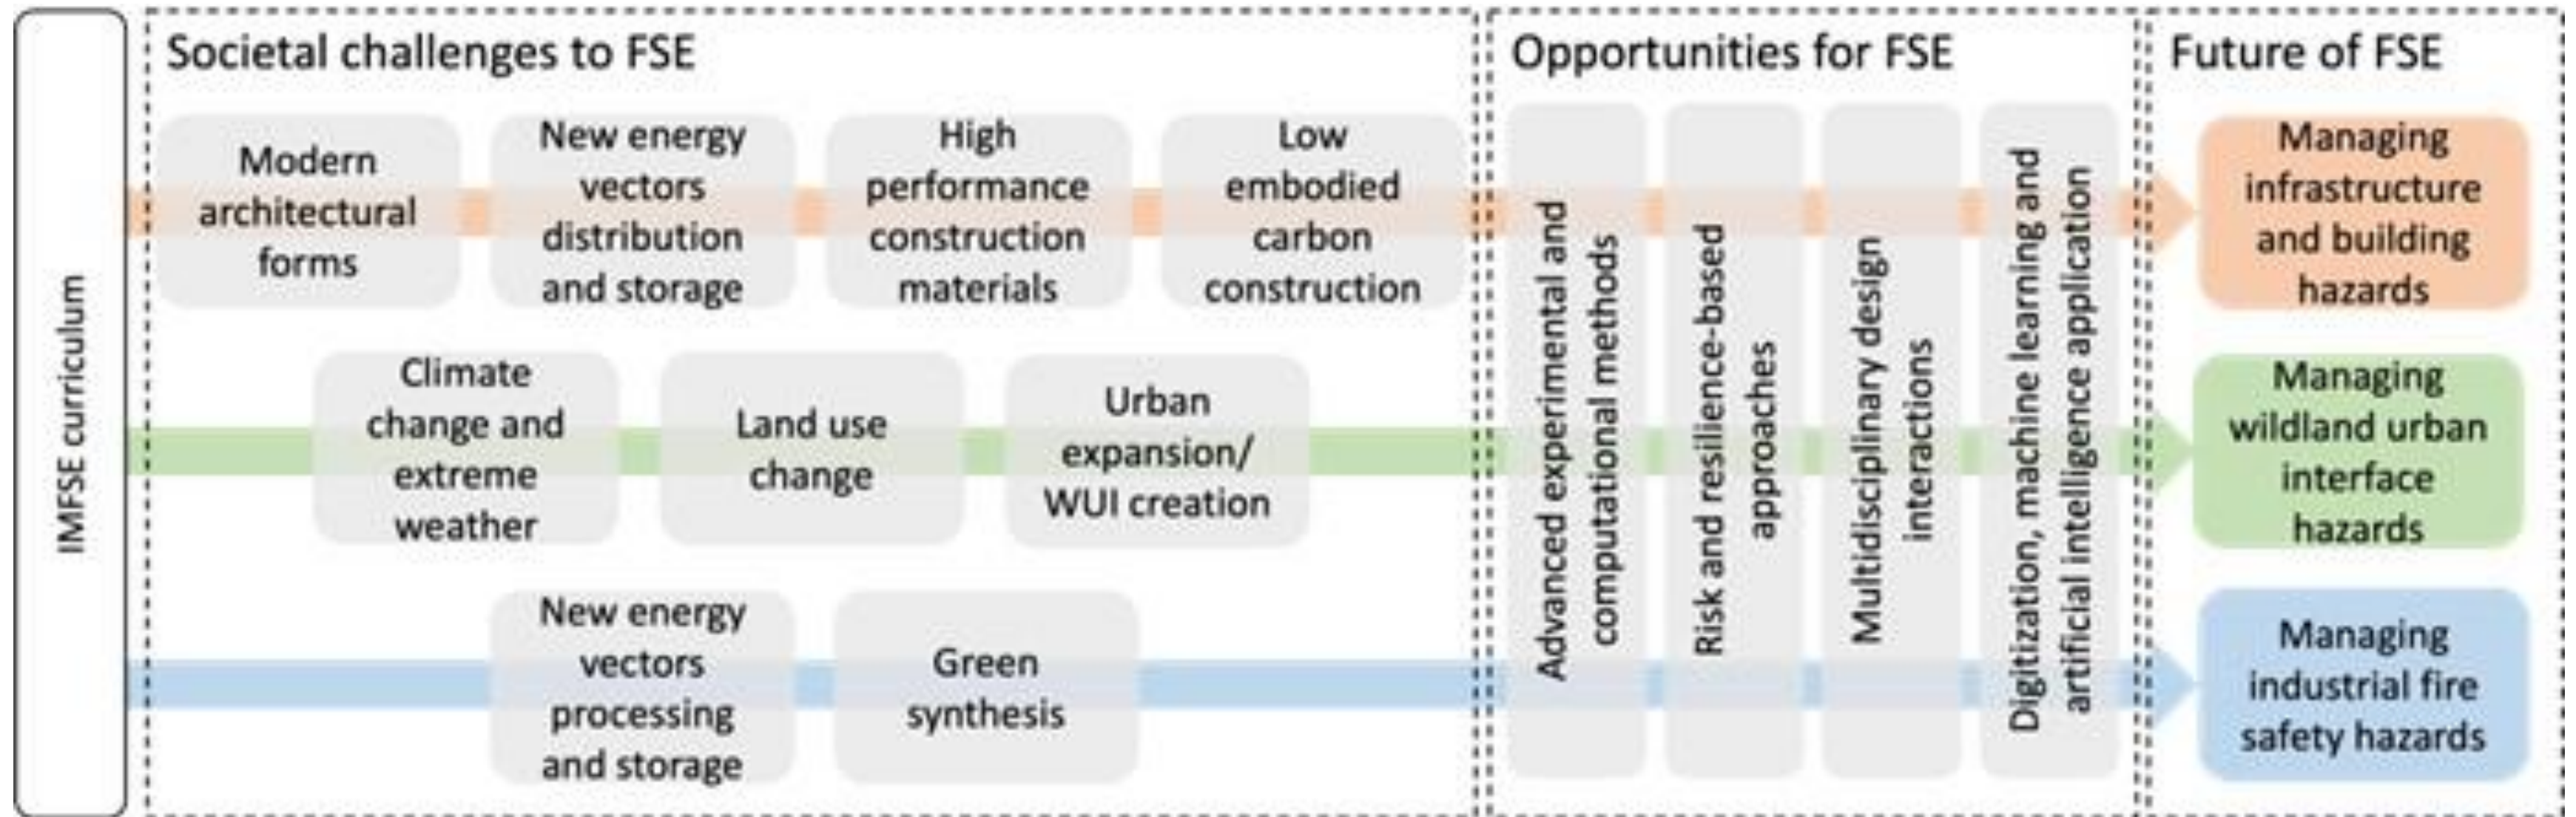 IMFSE curriculum
Societal challenges to FSE
Modern
architectural
forms
New energy
vectors
distribution
and storage
High
performance
construction
materials
Low
embodied
carbon
construction
Climate
change and
extreme
weather
Land use
change
Urban
expansion/
WUI creation
New energy
vectors
processing
and storage
Green
synthesis
Opportunities for FSE
Advanced experimental and
computational methods
Risk and resilience-based
approaches
Multidisciplinary design
interactions
Digitization, machine learning and
artificial intelligence application
Future of FSE
Managing
infrastructure
and building
hazards
Managing
wildland urban
interface
hazards
Managing
industrial fire
safety hazards